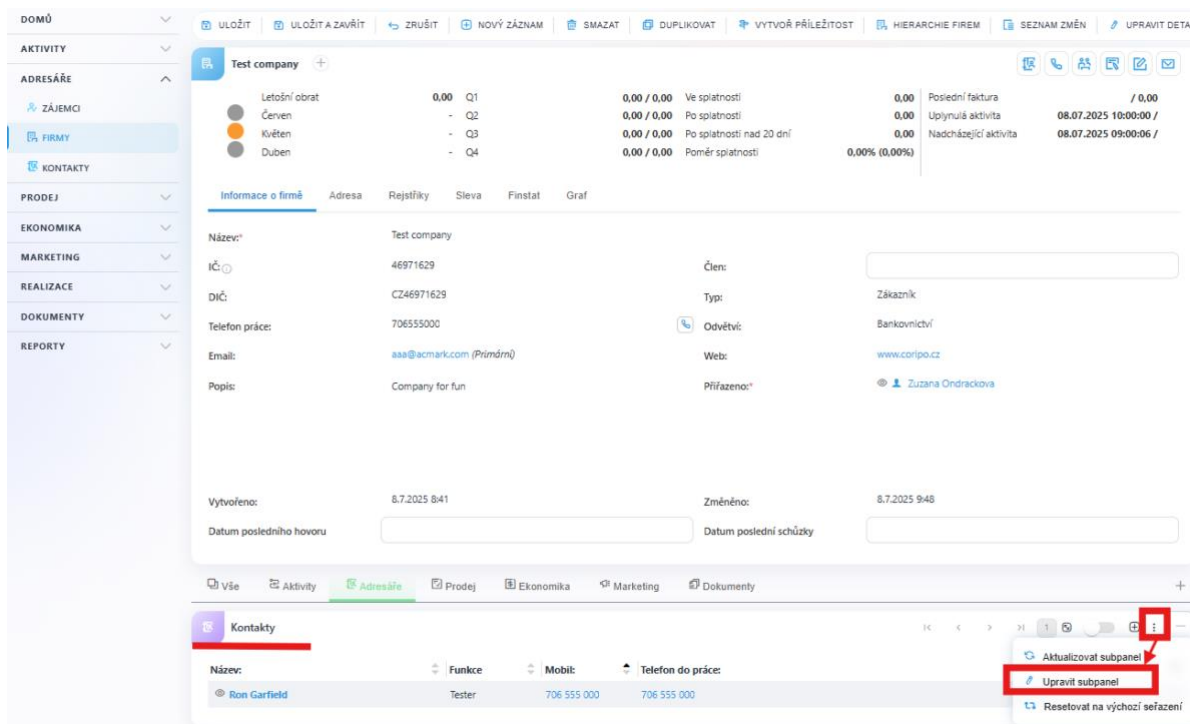 DOMŮ
AKTIVITY
ADRESÁŘE
ZÁJEMCI
FIRMY
KONTAKTY
PRODEJ
EKONOMIKA
MARKETING
REALIZACE
DOKUMENTY
REPORTY
ULOŽIT ULOŽIT A ZAVŘÍT ZRUŠIT NOVÝ ZÁZNAM SMAZAT DUPLIKOVAT VYTVOŘ PŘÍLEŽITOST HIERARCHIE FIREM SEZNAM ZMĚN UPRAVIT DETA
Test company
Letošní obrat 0,00 Q1 0,00 / 0,00 Ve splatnosti 0,00 Poslední faktura / 0,00
Červen - Q2 0,00 / 0,00 Po splatnosti 0,00 Uplynulá aktivita 08.07.2025 10:00:00 /
Květen - Q3 0,00 / 0,00 Po splatnosti nad 20 dní 0,00 Nadcházející aktivita 08.07.2025 09:00:06 /
Duben - Q4 0,00 / 0,00 Poměr splatnosti 0,00% (0,00%)
Informace o firmě Adresa Rejstříky Sleva Finstat Graf
Název:* Test company
IČ: 46971629 Člen:
DIČ: CZ46971629 Typ: Zákazník
Telefon práce: 706555000 Odvětví: Bankovnictví
Email: aaa@acmark.com (Primární) Web: www.coripo.cz
Popis: Company for fun Přiřazeno:* Zuzana Ondrackova
Vytvořeno: 8.7.2025 8:41 Změněno: 8.7.2025 9:48
Datum posledního hovoru Datum poslední schůzky
Vše Aktivity Adresáře Prodej Ekonomika Marketing Dokumenty
Kontakty 1
Aktualizovat subpanel
Upravit subpanel
Resetovat na výchozí seřazení
Název: Funkce Mobil: Telefon do práce:
Ron Garfield Tester 706 555 000 706 555 000